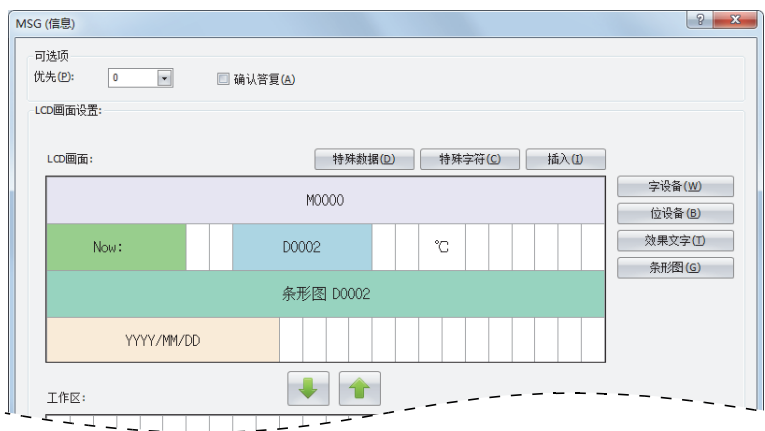 MSG (信息)
可选项
优先(P): 0 确认答复(A)
LCD画面设置:
LCD画面: 特殊数据(D) 特殊字符(C) 插入(I)
M0000 字设备(W)
位设备(B)
Now: D0002 ℃ 效果文字(T)
条形图(G)
条形图 D0002
YYYY/MM/DD
工作区: